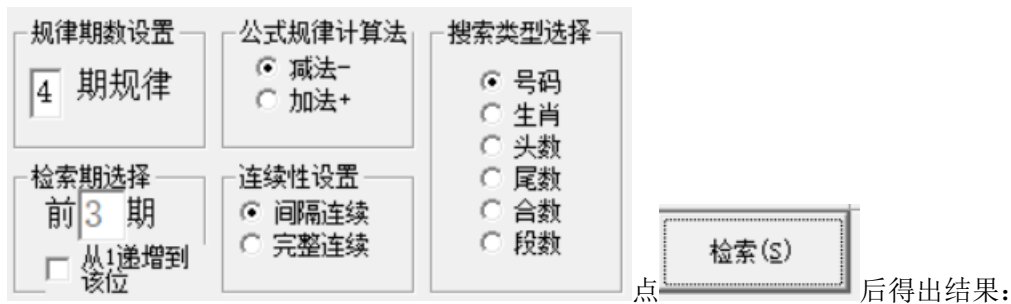 规律期数设置
4 期规律
公式规律计算法
减法-
加法+
搜索类型选择
号码
生肖
头数
尾数
合数
段数
检索期选择
前 3 期
从1递增到
该位
连续性设置
间隔连续
完整连续
点 检索(S) 后得出结果：